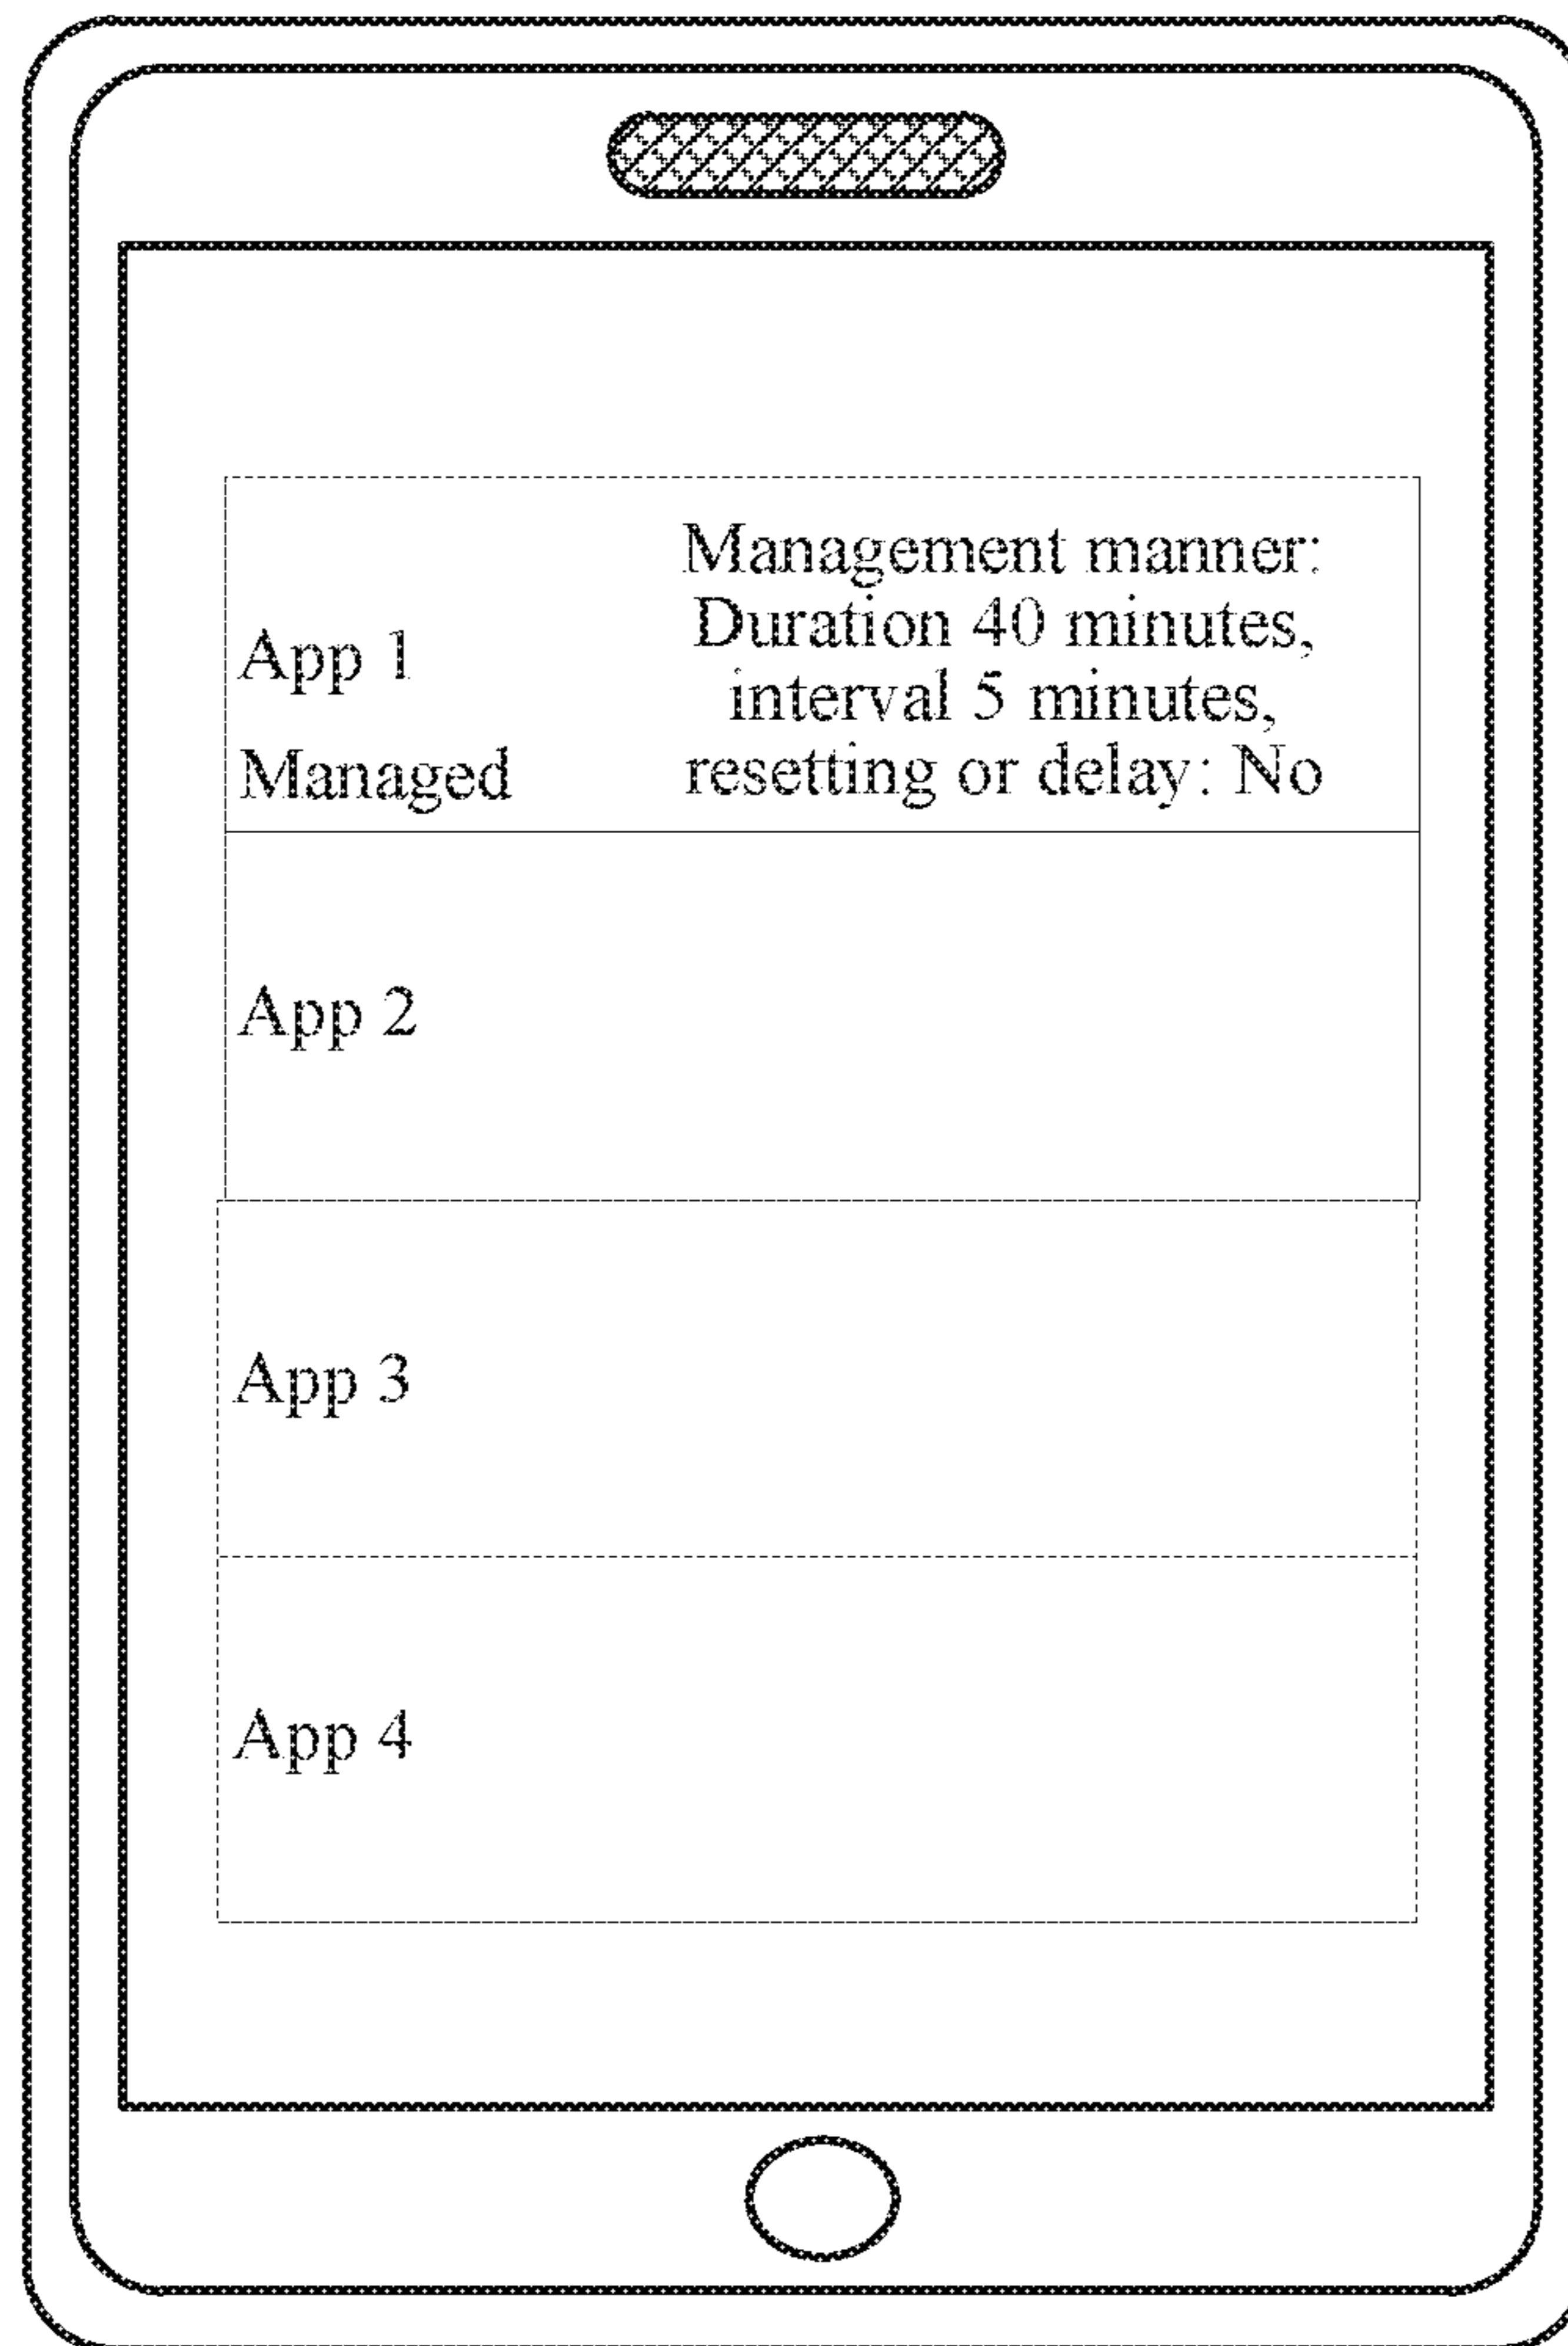 App 1
Managed
Management manner:
Duration 40 minutes,
interval 5 minutes,
resetting or delay: No
App 2
App 3
App 4